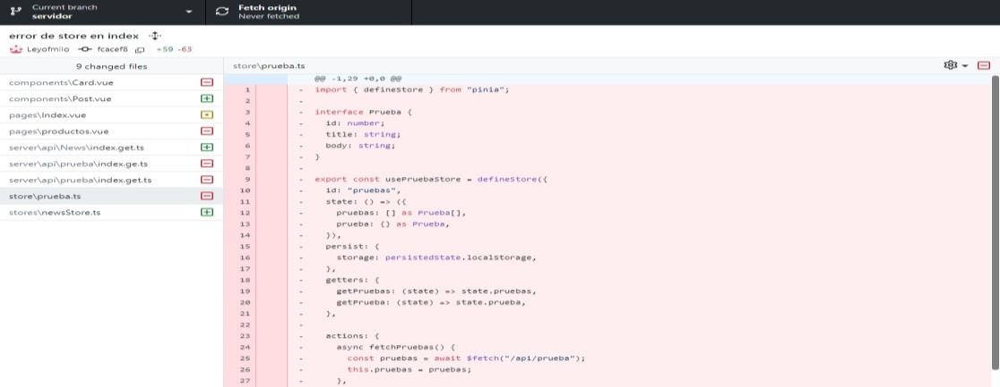 Current branch
servidor
Fetch origin
Never fetched
error de store en index
Leyofmilo fcacef8 +59 -63
9 changed files
components\Card.vue
components\Post.vue
pages\Index.vue
pages\productos.vue
server\api\News\index.get.ts
server\api\prueba\index.ge.ts
server\api\prueba\index.get.ts
store\prueba.ts
stores\newsStore.ts
store\prueba.ts
@@ -1,29 +0,0 @@
1 - import { defineStore } from "pinia";
2 -
3 - interface Prueba {
4 - id: number;
5 - title: string;
6 - body: string;
7 - }
8 -
9 - export const usePruebaStore = defineStore({
10 - id: "pruebas",
11 - state: () => ({
12 - pruebas: [] as Prueba[],
13 - prueba: {} as Prueba,
14 - }),
15 - persist: {
16 - storage: persistedState.localStorage,
17 - },
18 - getters: {
19 - getPruebas: (state) => state.pruebas,
20 - getPrueba: (state) => state.prueba,
21 - },
22 -
23 - actions: {
24 - async fetchPruebas() {
25 - const pruebas = await $fetch("/api/prueba");
26 - this.pruebas = pruebas;
27 - },